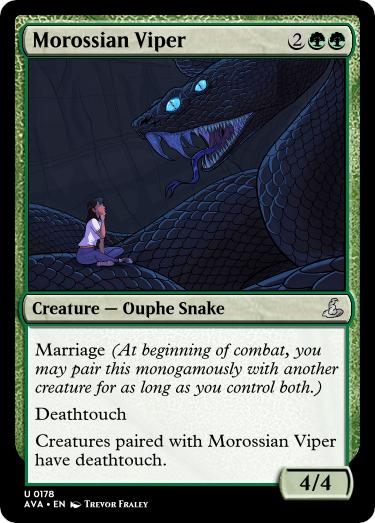 Morossian Viper 2
Creature — Ouphe Snake
Marriage (At beginning of combat, you
may pair this monogamously with another
creature for as long as you control both.)
Deathtouch
Creatures paired with Morossian Viper
have deathtouch.
4/4
U 0178
AVA • EN Trevor Fraley